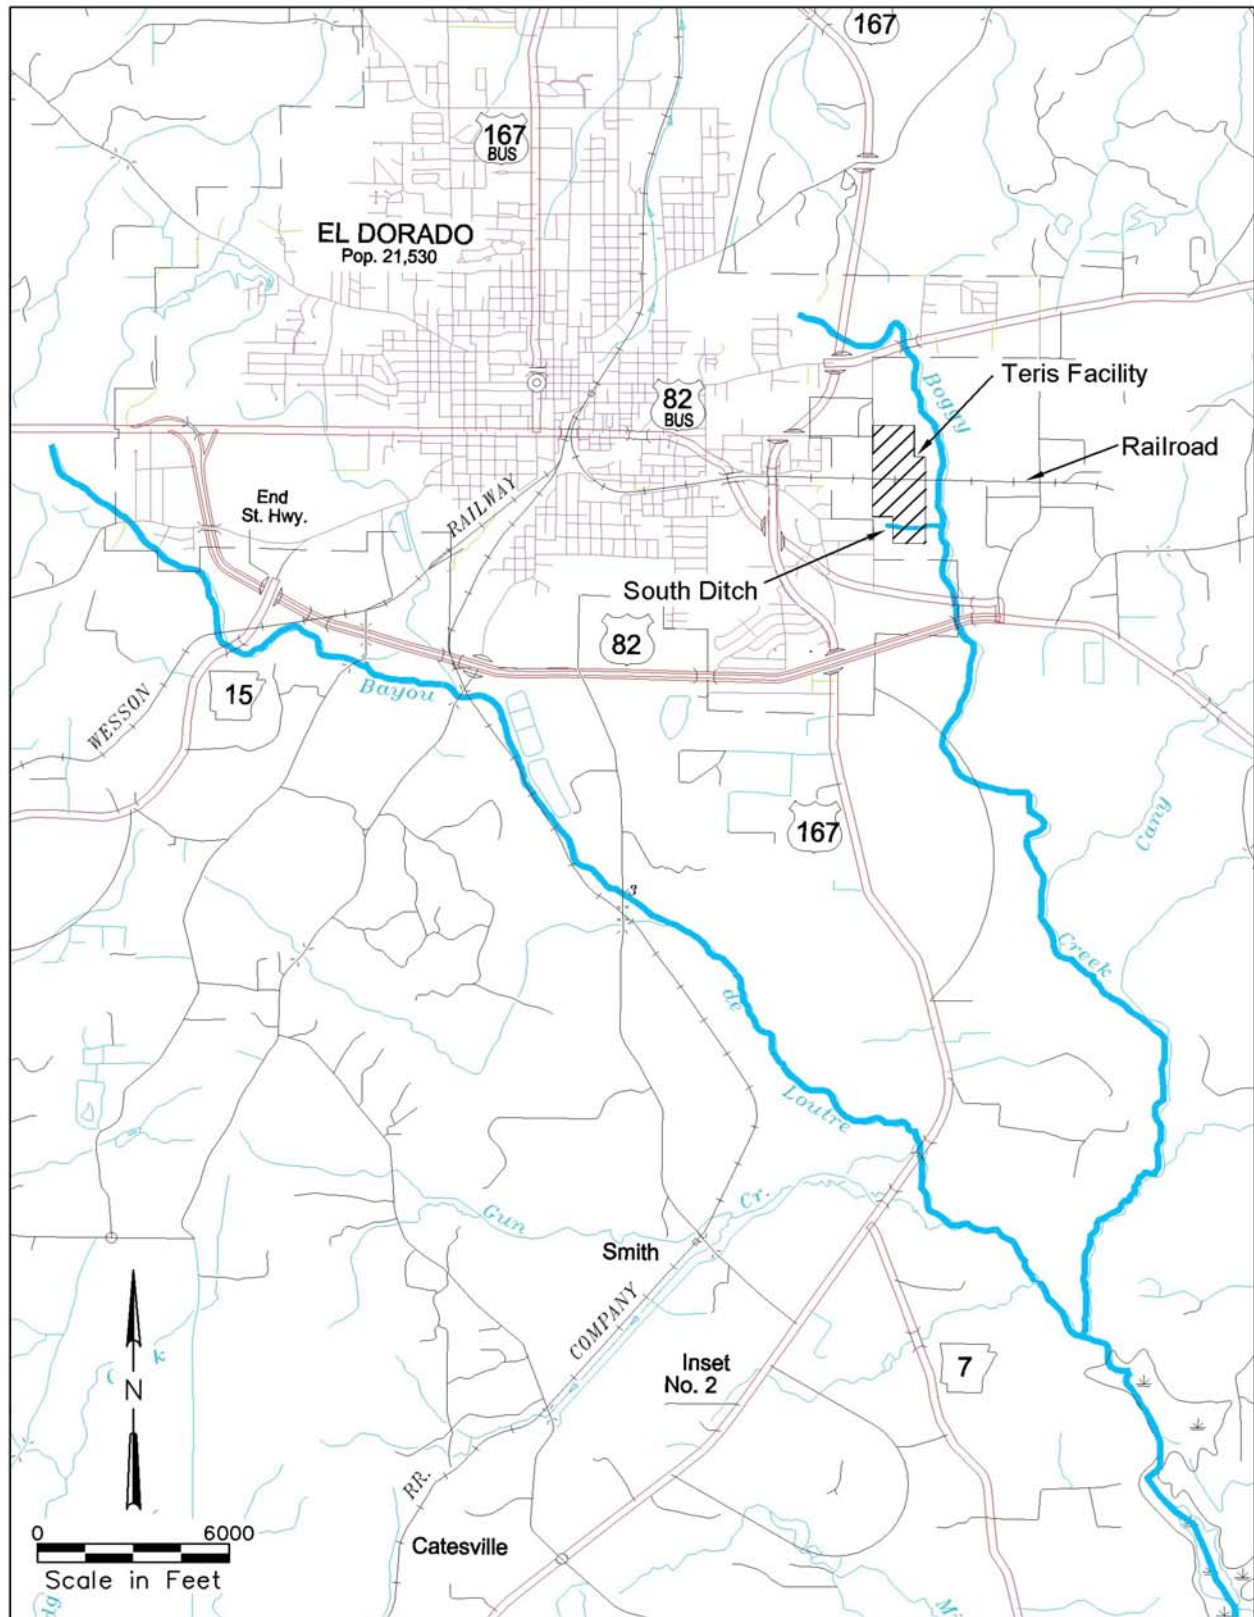 167
167
BUS
EL DORADO
Pop. 21,530
Boggy
Teris Facility
82
BUS
Railroad
End
St. Hwy.
RAILWAY
South Ditch
82
15
Bayou
WESSON
167
Cany
3
Creek
de
Loutre
Gun
Cr.
Smith
COMPANY
Inset
No. 2
7
N
RR.
0 6000
Scale in Feet
Catesville